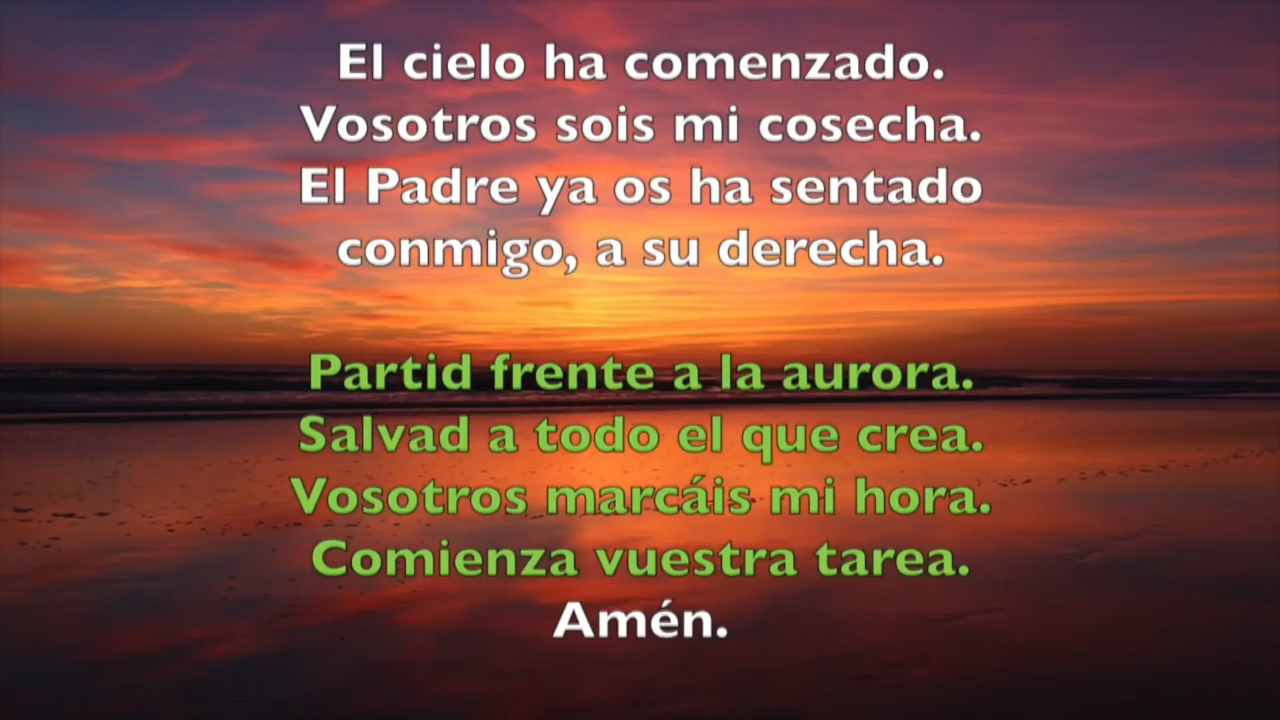 El cielo ha comenzado.
Vosotros sois mi cosecha.
El Padre ya os ha sentado
conmigo, a su derecha.
Partid frente a la aurora.
Salvad a todo el que crea.
Vosotros marcáis mi hora.
Comienza vuestra tarea.
Amén.